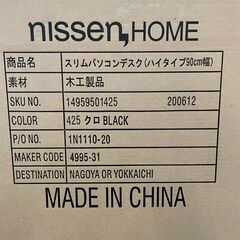 nissen, HOME
商品名 スリムパソコンデスク(ハイタイプ90cm幅)
素材 木工製品
SKU NO. 14959501425 200612
COLOR 425 クロ BLACK
P/O NO. 1N1110-20
MAKER CODE 4995-31
DESTINATION NAGOYA OR YOKKAICHI
MADE IN CHINA